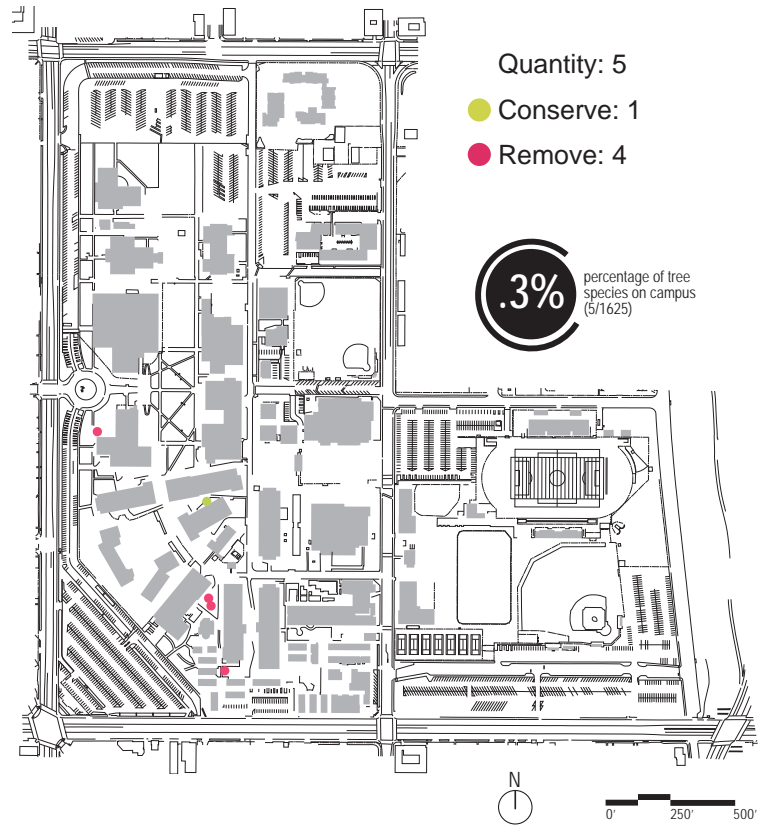 Quantity: 5
Conserve: 1
Remove: 4
.3%
percentage of tree
species on campus
(5/1625)
N
0' 250' 500'